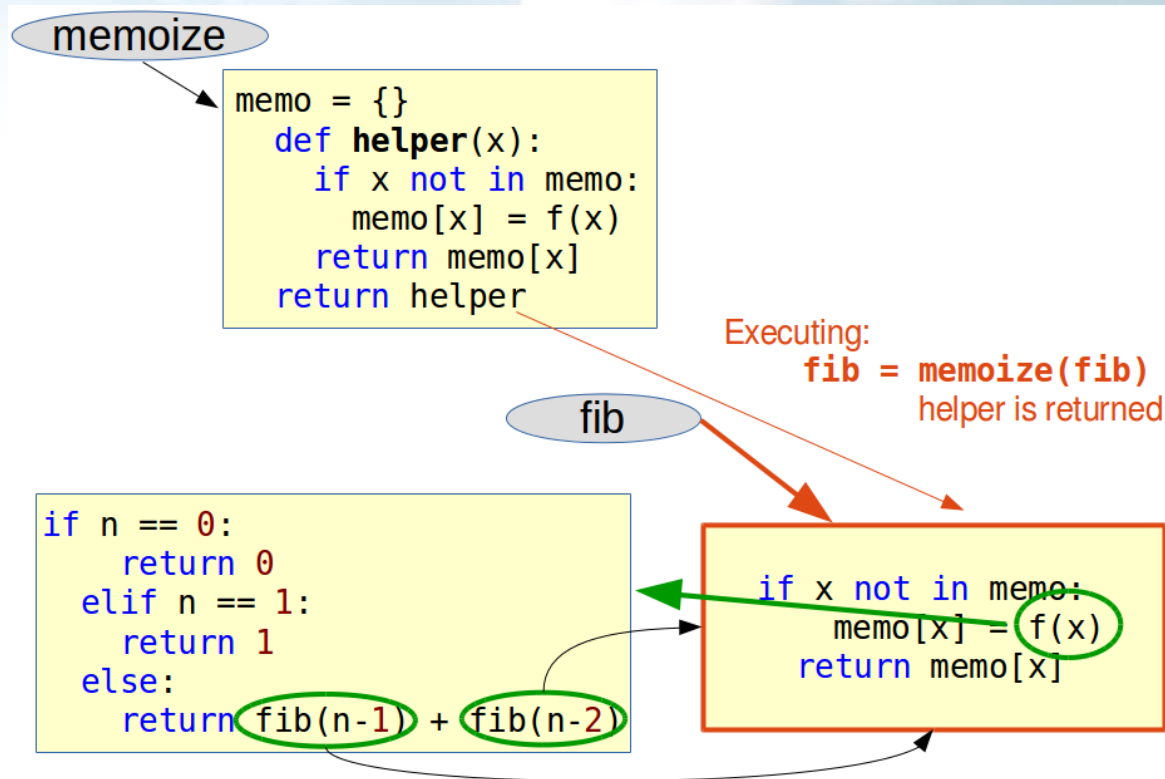 memoize
memo = {}
def helper(x):
if x not in memo:
memo[x] = f(x)
return memo[x]
return helper
Executing:
fib = memoize(fib)
helper is returned
fib
if n == 0:
return 0
elif n == 1:
return 1
else:
return fib(n-1) + fib(n-2)
if x not in memo:
memo[x] = f(x)
return memo[x]